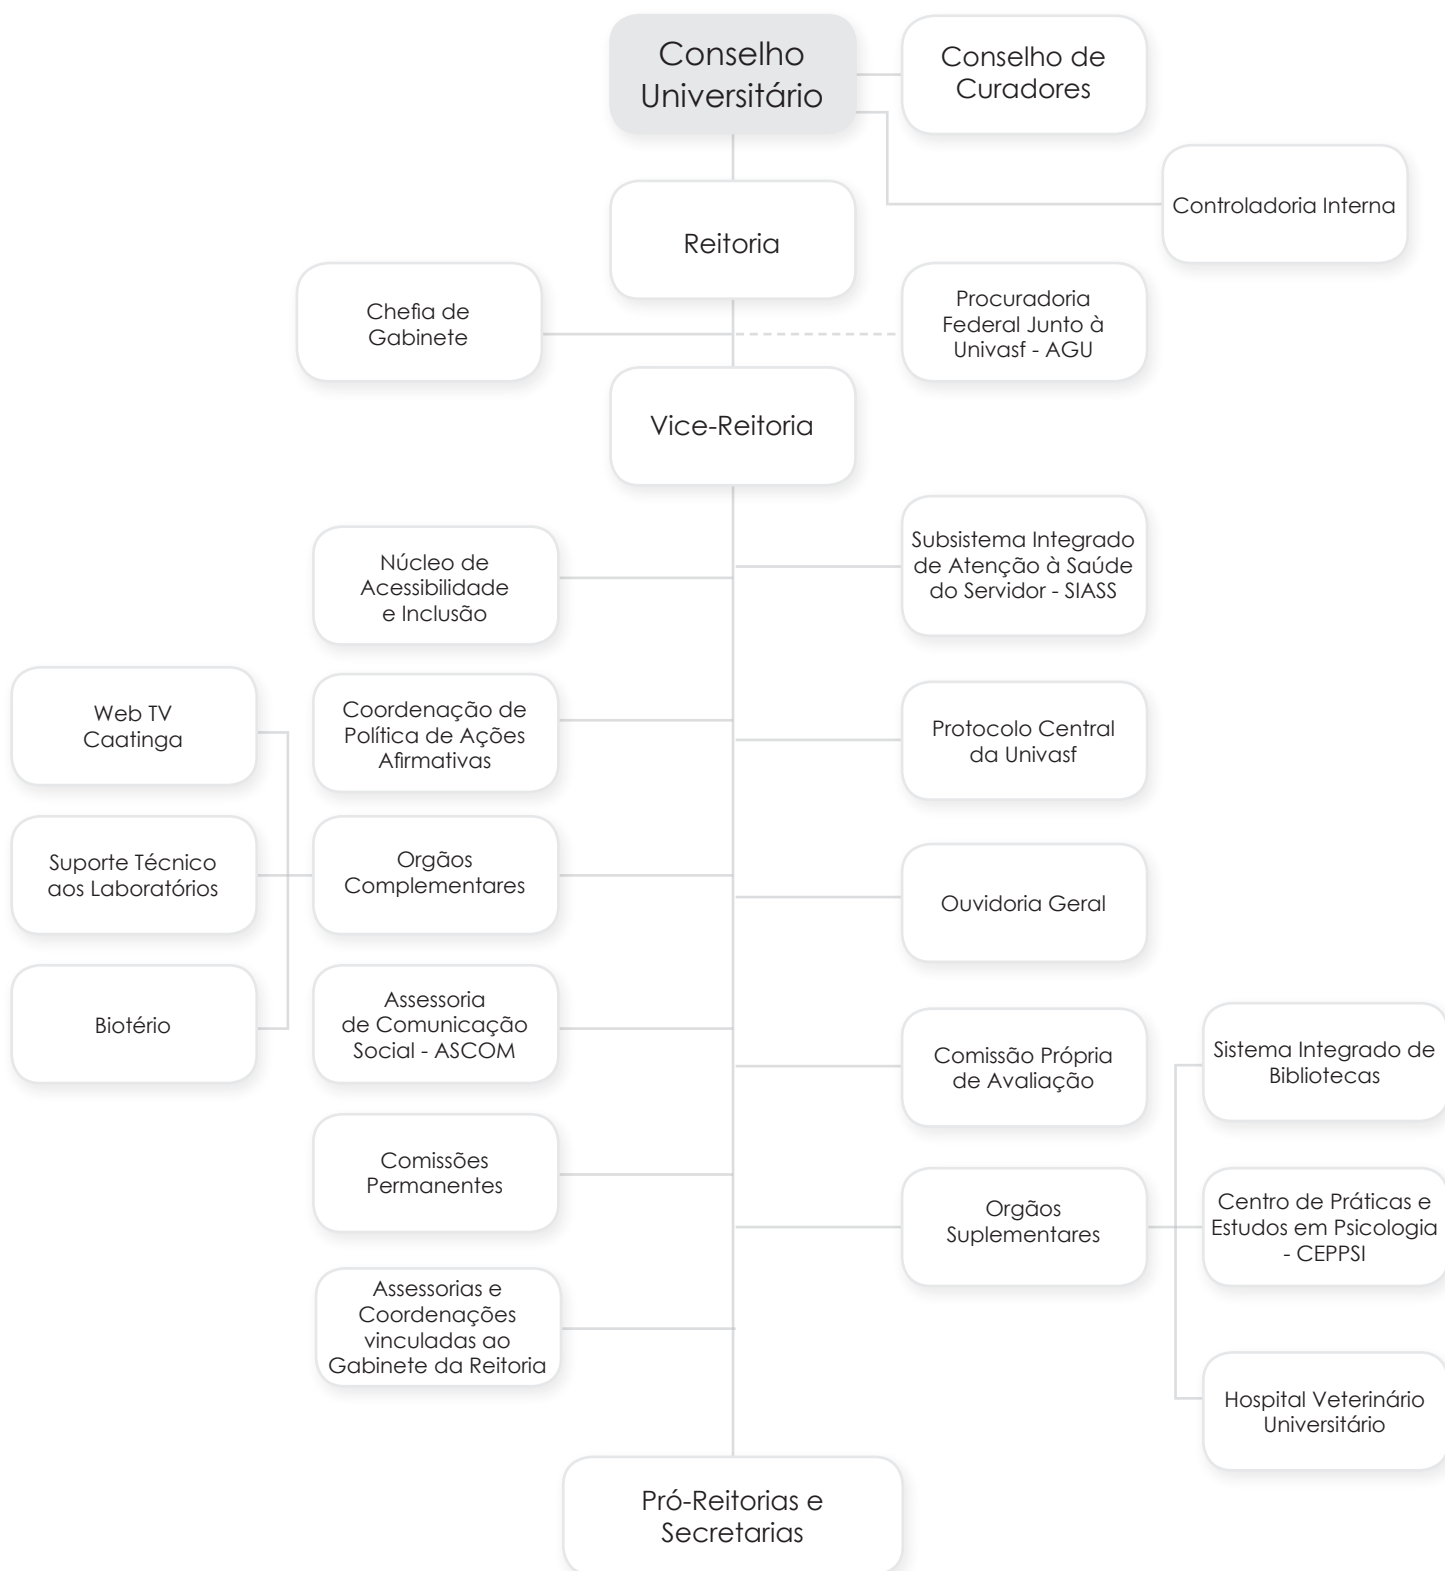 Conselho
Universitário
Conselho de
Curadores
Controladoria Interna
Reitoria
Chefia de
Gabinete
Procuradoria
Federal Junto à
Univasf - AGU
Vice-Reitoria
Núcleo de
Acessibilidade
e Inclusão
Subsistema Integrado
de Atenção à Saúde
do Servidor - SIASS
Web TV
Caatinga
Coordenação de
Política de Ações
Afirmativas
Protocolo Central
da Univasf
Suporte Técnico
aos Laboratórios
Orgãos
Complementares
Ouvidoria Geral
Biotério
Assessoria
de Comunicação
Social - ASCOM
Comissão Própria
de Avaliação
Sistema Integrado de
Bibliotecas
Comissões
Permanentes
Orgãos
Suplementares
Centro de Práticas e
Estudos em Psicologia
- CEPPSI
Assessorias e
Coordenações
vinculadas ao
Gabinete da Reitoria
Hospital Veterinário
Universitário
Pró-Reitorias e
Secretarias